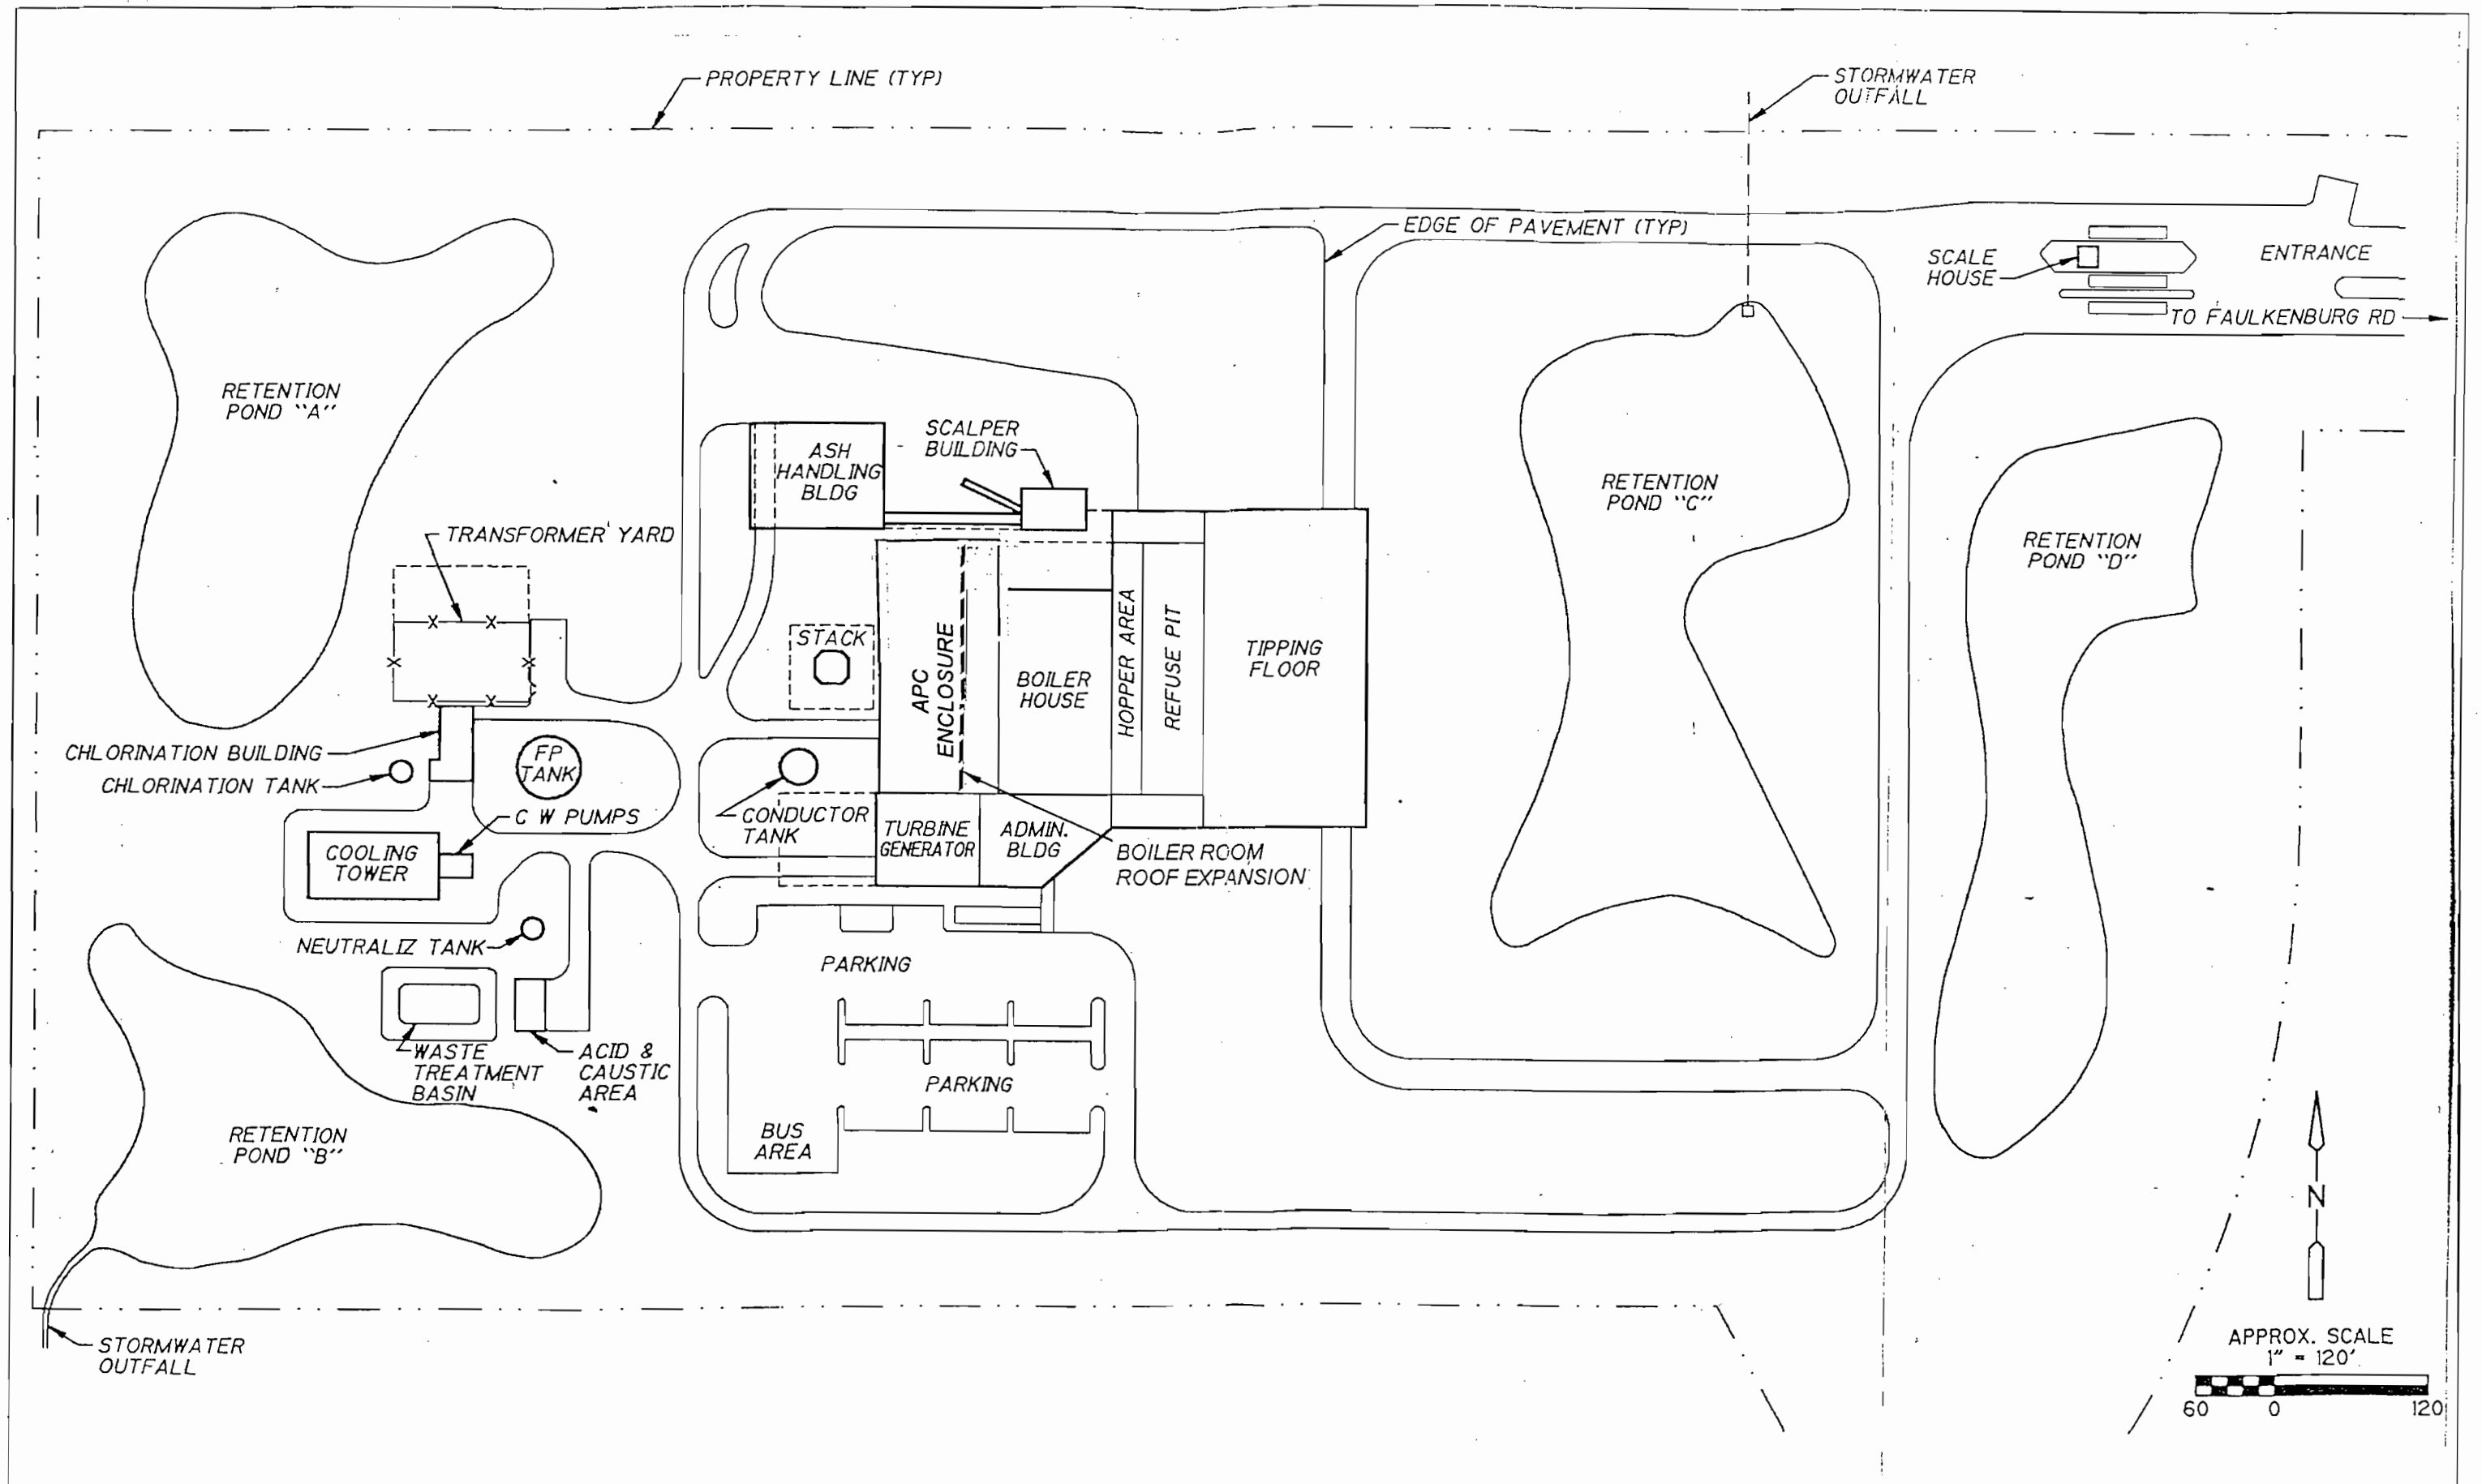 PROPERTY LINE (TYP)
STORMWATER
OUTFALL
EDGE OF PAVEMENT (TYP)
SCALE
HOUSE
ENTRANCE
TO FAULKENBURG RD
RETENTION
POND "A"
ASH
HANDLING
BLDG
SCALPER
BUILDING
RETENTION
POND "C"
RETENTION
POND "D"
TRANSFORMER YARD
STACK
APC
ENCLOSURE
BOILER
HOUSE
HOPPER AREA
REFUSE PIT
TIPPING
FLOOR
CHLORINATION BUILDING
CHLORINATION TANK
FP
TANK
C W PUMPS
CONDUCTOR
TANK
TURBINE
GENERATOR
ADMIN.
BLDG
BOILER ROOM
ROOF EXPANSION
COOLING
TOWER
NEUTRALIZ TANK
PARKING
WASTE
TREATMENT
BASIN
ACID &
CAUSTIC
AREA
PARKING
BUS
AREA
RETENTION
POND "B"
N
STORMWATER
OUTFALL
APPROX. SCALE
1" = 120'
60 0 120